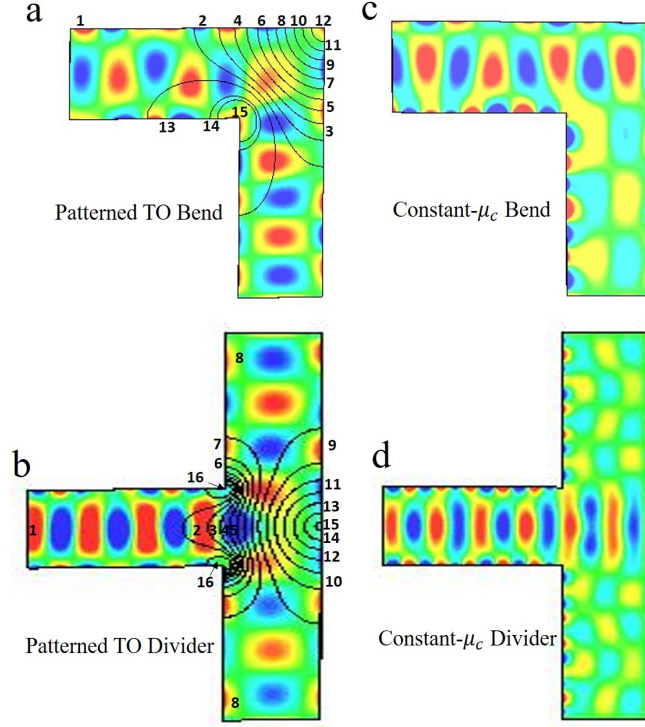 a
c
1 2 4 6 8 10 12
11
9
7
5
3
13 14 15
Patterned TO Bend
Constant-μc Bend
b
d
8
7
6
16
9
11
13
15
14
12
10
1 2 3 4 5
16
8
Patterned TO Divider
Constant-μc Divider